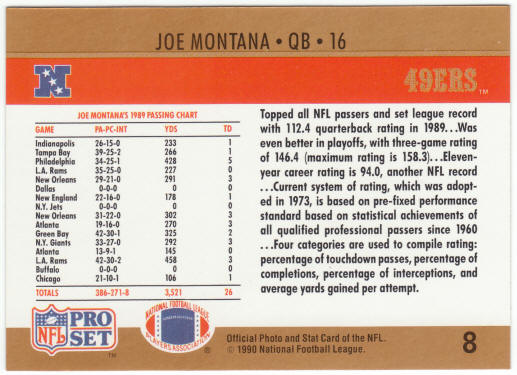 JOE MONTANA • QB • 16
N
49ERS™
JOE MONTANA'S 1989 PASSING CHART
GAME PA-PC-INT YDS TD
Indianapolis 26-15-0 233 1
Tampa Bay 39-25-2 266 1
Philadelphia 34-25-1 428 5
L.A. Rams 35-25-0 227 0
New Orleans 29-21-0 291 3
Dallas 0-0-0 0 0
New England 22-16-0 178 1
N.Y. Jets 0-0-0 0 0
New Orleans 31-22-0 302 3
Atlanta 19-16-0 270 3
Green Bay 42-30-1 325 2
N.Y. Giants 33-27-0 292 3
Atlanta 13-9-1 145 0
L.A. Rams 42-30-2 458 3
Buffalo 0-0-0 0 0
Chicago 21-10-1 106 1
TOTALS 386-271-8 3,521 26
Topped all NFL passers and set league record
with 112.4 quarterback rating in 1989...Was
even better in playoffs, with three-game rating
of 146.4 (maximum rating is 158.3)...Eleven-
year career rating is 94.0, another NFL record
...Current system of rating, which was adopt-
ed in 1973, is based on pre-fixed performance
standard based on statistical achievements of
all qualified professional passers since 1960
...Four categories are used to compile rating:
percentage of touchdown passes, percentage of
completions, percentage of interceptions, and
average yards gained per attempt.
NFL PRO SET™
NATIONAL FOOTBALL LEAGUE
PLAYERS ASSOCIATION
®
Official Photo and Stat Card of the NFL.
© 1990 National Football League.
8